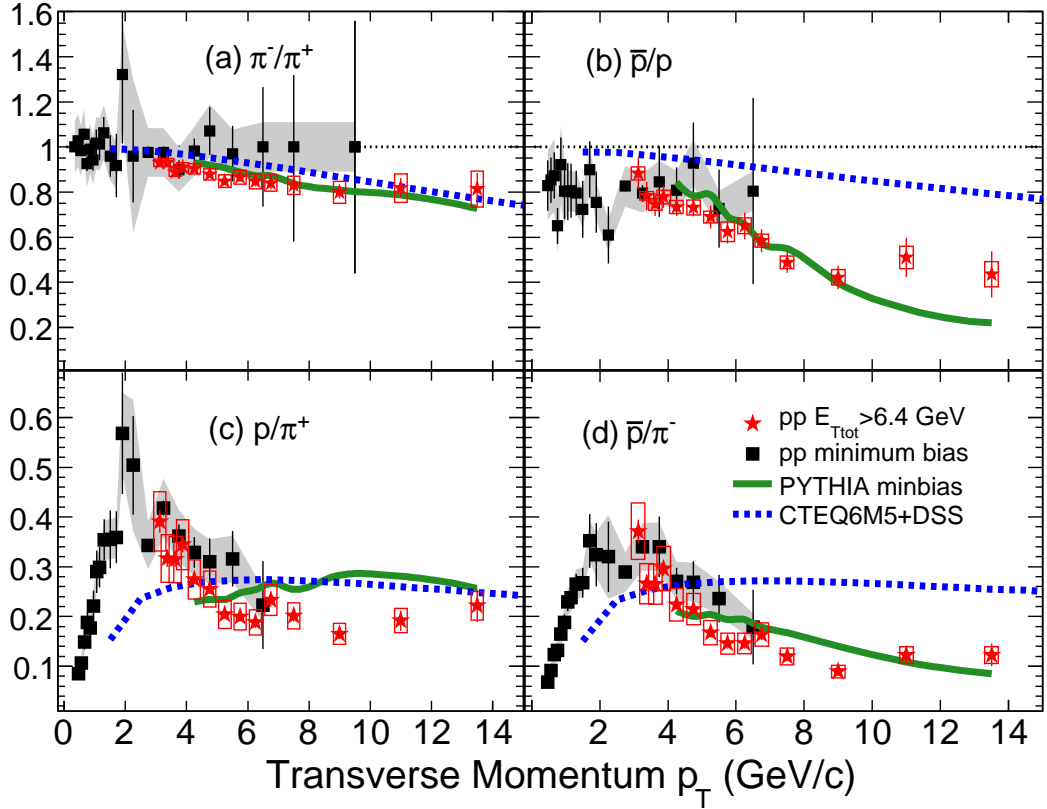 1.6
1.4
1.2
1
0.8
0.6
0.4
0.2
(a) π⁻/π⁺
(b) p̅/p
0.6
0.5
0.4
0.3
0.2
0.1
(c) p/π⁺
(d) p̅/π⁻
pp E_Ttot>6.4 GeV
pp minimum bias
PYTHIA minbias
CTEQ6M5+DSS
0 2 4 6 8 10 12 14
2 4 6 8 10 12 14
Transverse Momentum p_T (GeV/c)